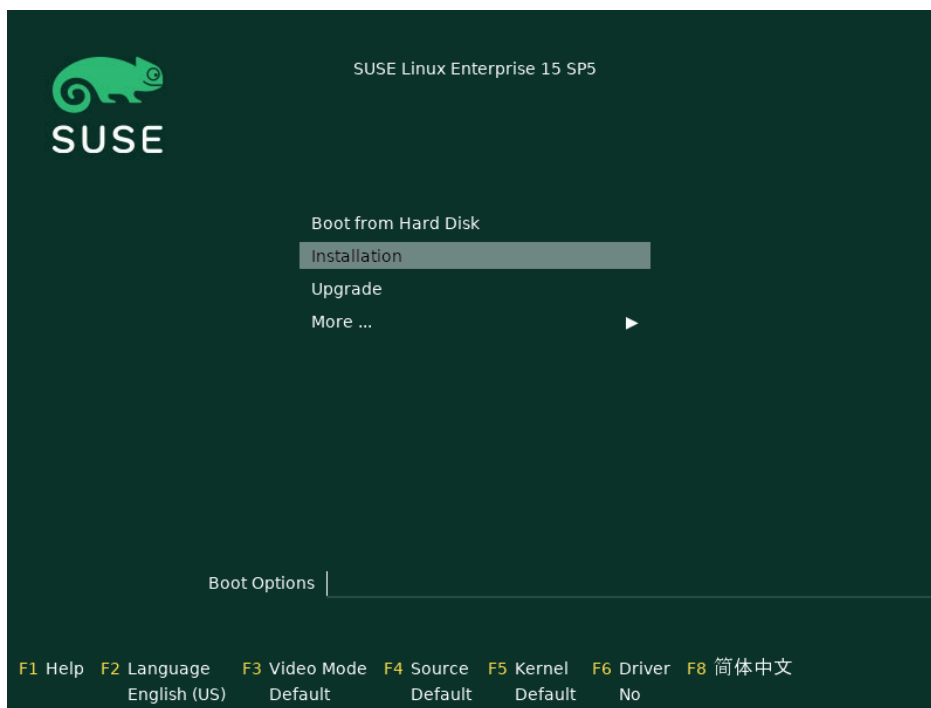 SUSE Linux Enterprise 15 SP5
SUSE
Boot from Hard Disk
Installation
Upgrade
More ...
Boot Options
F1 Help F2 Language F3 Video Mode F4 Source F5 Kernel F6 Driver F8 简体中文
English (US) Default Default Default No